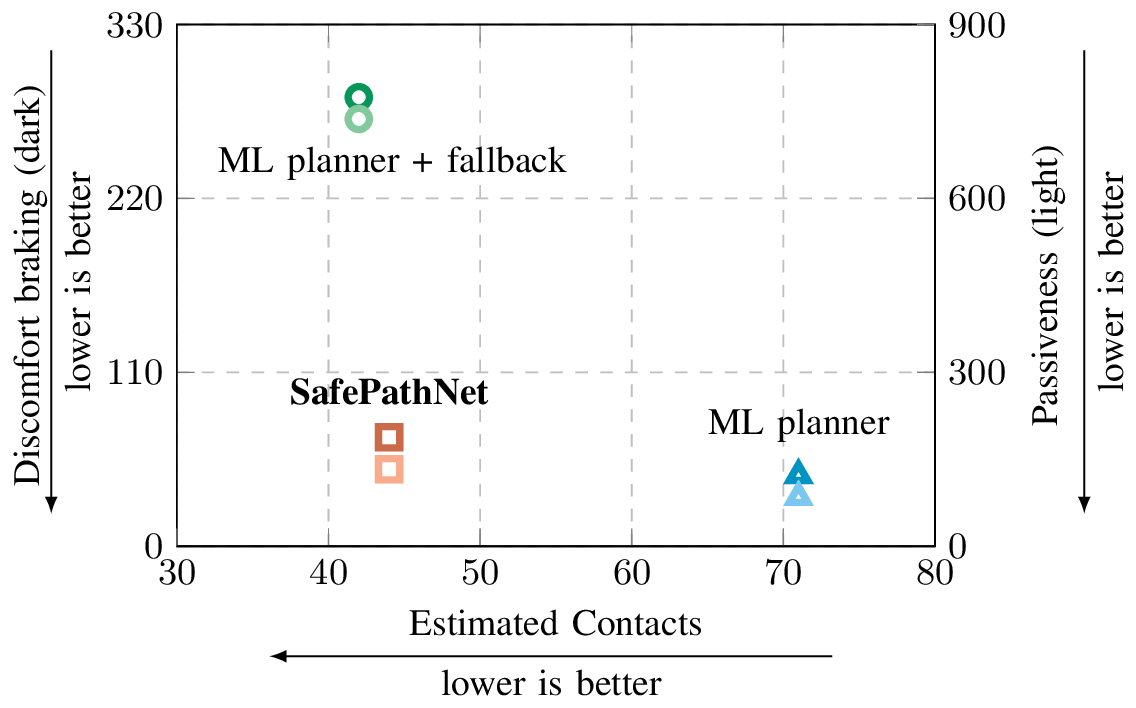 330
900
ML planner + fallback
220
600
110
300
SafePathNet
ML planner
0
0
30
40
50
60
70
80
Estimated Contacts
lower is better
Discomfort braking (dark)
lower is better
Passiveness (light)
lower is better